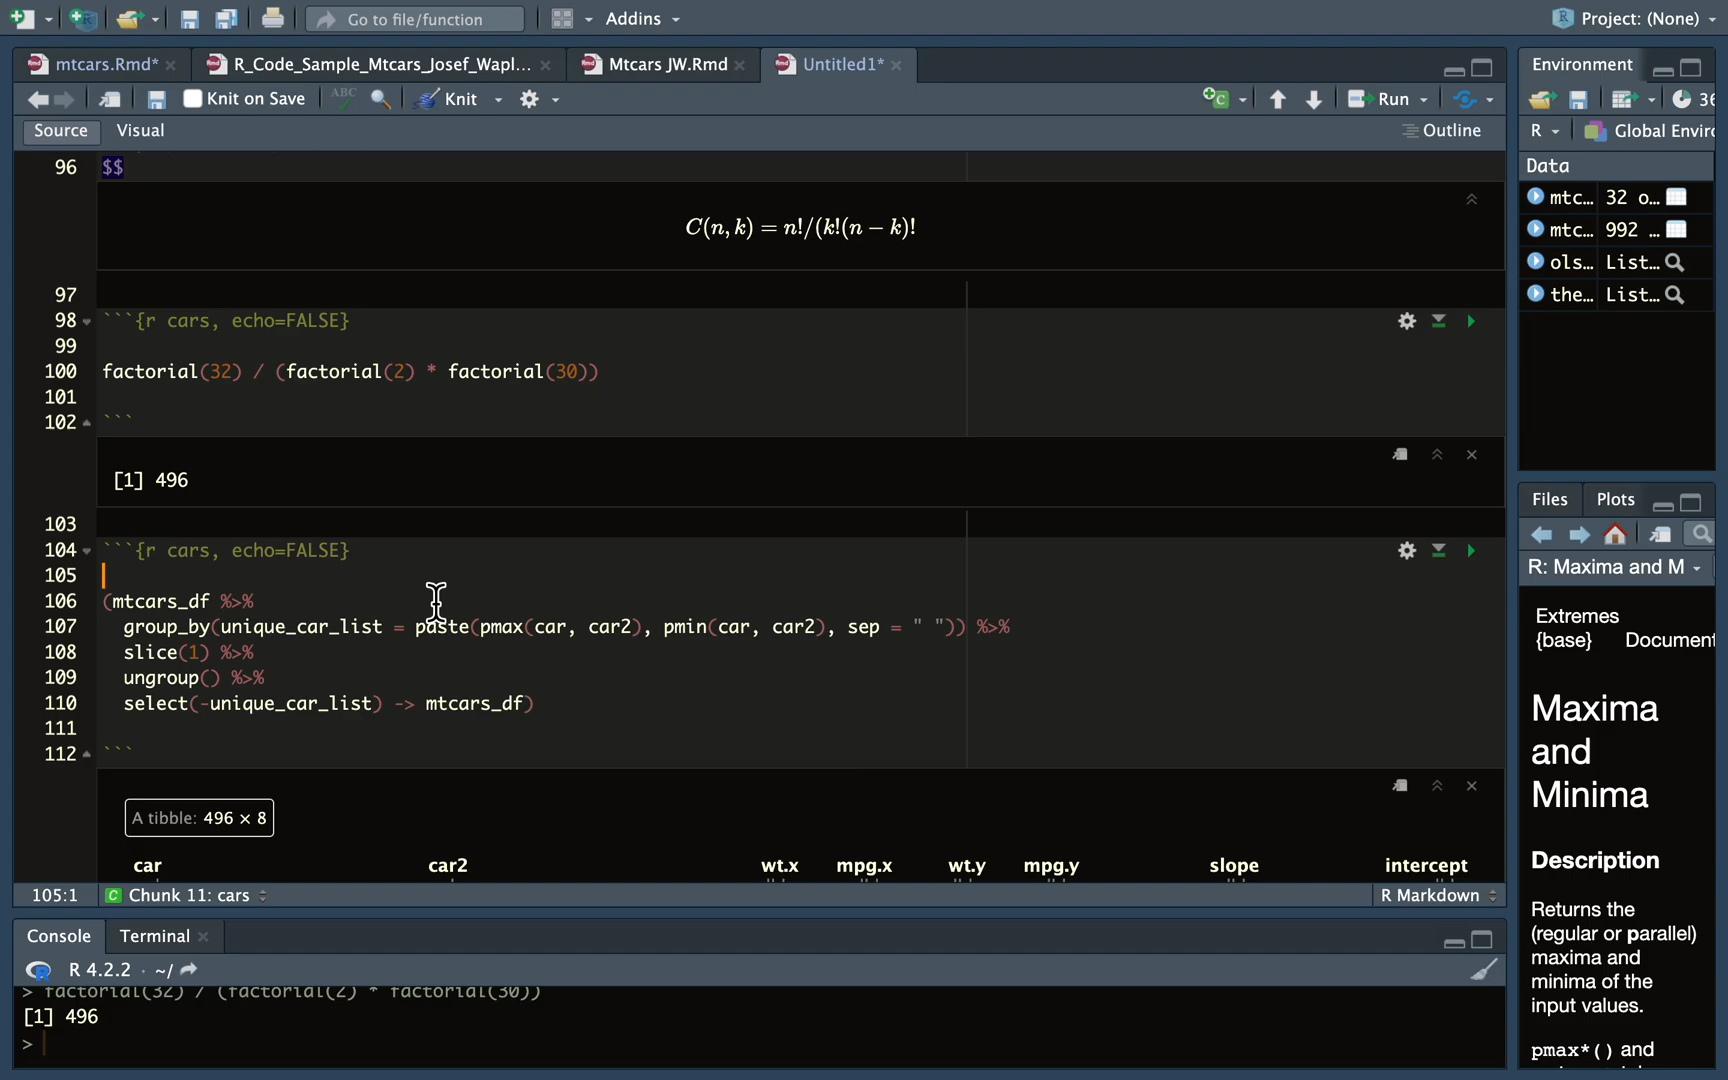 Go to file/function
Addins
Project: (None)
mtcars.Rmd*
R_Code_Sample_Mtcars_Josef_Wapl...
Mtcars JW.Rmd
Untitled1*
Environment
Knit on Save
ABC
Knit
Run
36
Source
Visual
Outline
R
Global Enviro
Data
96 $$
C(n, k) = n!/(k!(n − k)!
mtc... 32 o...
mtc... 992 ...
ols... List...
the... List...
97
98 ```{r cars, echo=FALSE}
99
100 factorial(32) / (factorial(2) * factorial(30))
101
102 ```
[1] 496
103
104 ```{r cars, echo=FALSE}
105
106 (mtcars_df %>%
107 group_by(unique_car_list = paste(pmax(car, car2), pmin(car, car2), sep = " ")) %>%
108 slice(1) %>%
109 ungroup() %>%
110 select(-unique_car_list) -> mtcars_df)
111
112 ```
A tibble: 496 × 8
car car2 wt.x mpg.x wt.y mpg.y slope intercept
105:1
Chunk 11: cars
R Markdown
Files
Plots
R: Maxima and M
Extremes
{base} Document
Maxima
and
Minima
Description
Returns the
(regular or parallel)
maxima and
minima of the
input values.
pmax*() and
Console
Terminal
R 4.2.2 · ~/
> factorial(32) / (factorial(2) * factorial(30))
[1] 496
>